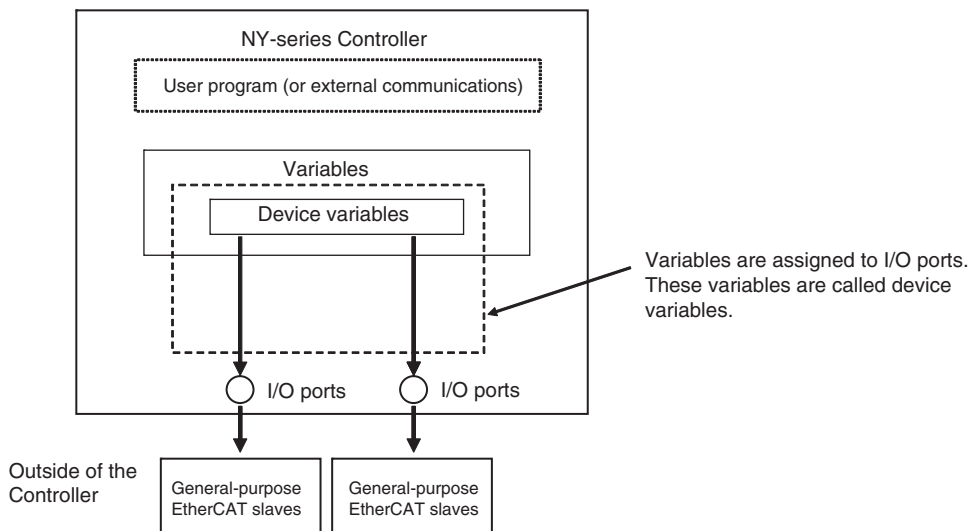 NY-series Controller
User program (or external communications)
Variables
Device variables
Variables are assigned to I/O ports.
These variables are called device
variables.
I/O ports
I/O ports
Outside of the
Controller
General-purpose
EtherCAT slaves
General-purpose
EtherCAT slaves